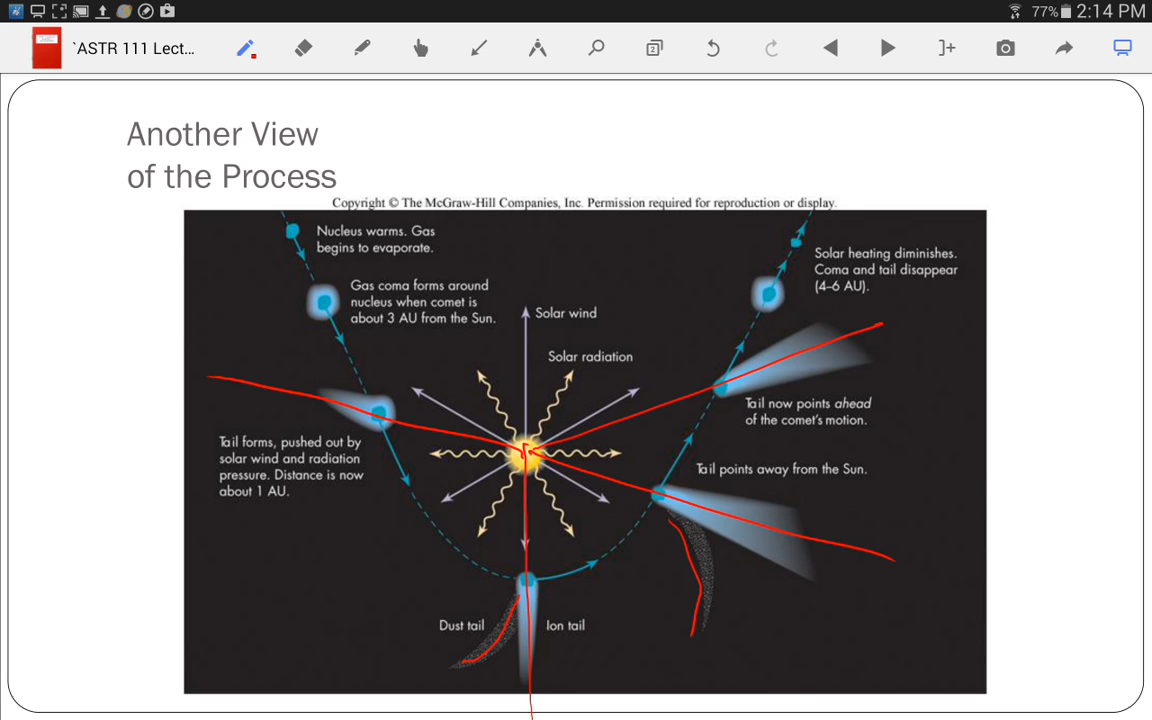 77% 2:14 PM
`ASTR 111 Lect...
2
Another View
of the Process
Copyright © The McGraw-Hill Companies, Inc. Permission required for reproduction or display.
Nucleus warms. Gas
begins to evaporate.
Gas coma forms around
nucleus when comet is
about 3 AU from the Sun.
Solar wind
Solar radiation
Solar heating diminishes.
Coma and tail disappear
(4–6 AU).
Tail now points ahead
of the comet's motion.
Tail forms, pushed out by
solar wind and radiation
pressure. Distance is now
about 1 AU.
Tail points away from the Sun.
Dust tail
Ion tail